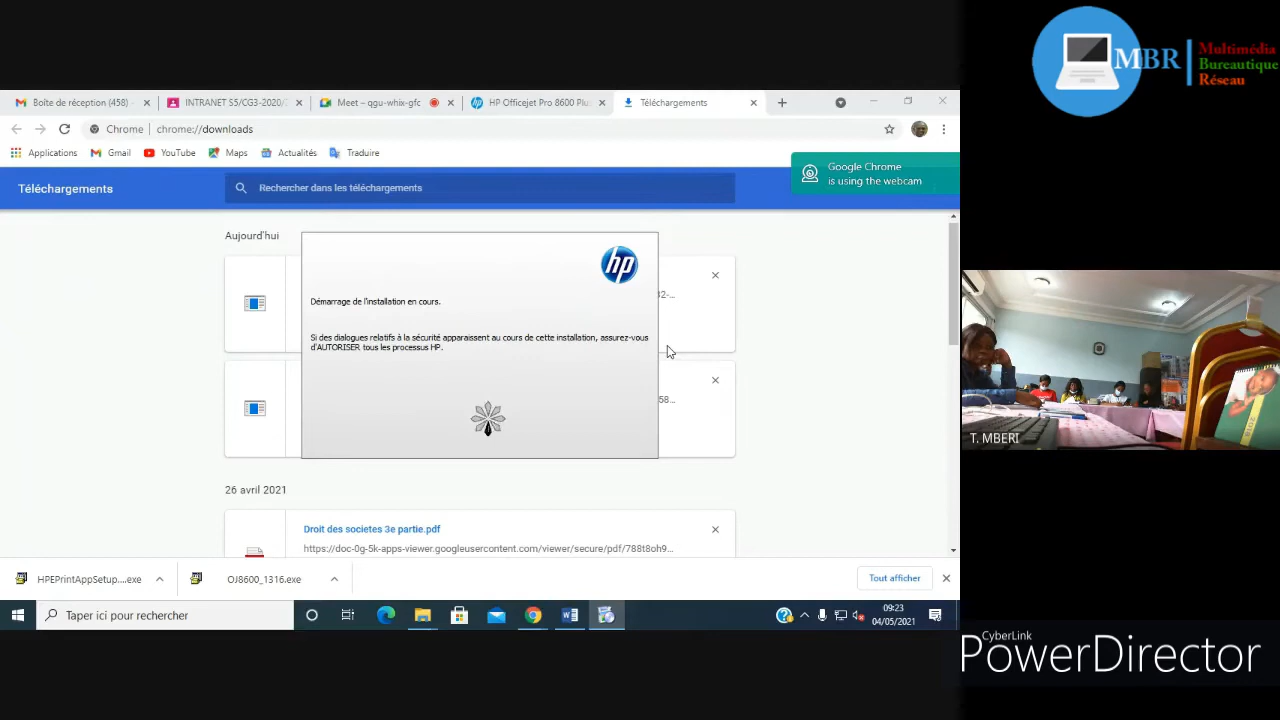 MBR
Multimédia
Bureautique
Réseau
Boîte de réception (458) -
INTRANET S5/CG3-2020/
Meet – qgu-whix-gfc
HP Officejet Pro 8600 Plus
Téléchargements
Chrome
chrome://downloads
Applications
Gmail
YouTube
Maps
Actualités
Traduire
Google Chrome
is using the webcam
Téléchargements
Rechercher dans les téléchargements
Aujourd'hui
hp
Démarrage de l'installation en cours.
32-...
Si des dialogues relatifs à la sécurité apparaissent au cours de cette installation, assurez-vous
d'AUTORISER tous les processus HP.
58...
T. MBERI
26 avril 2021
Droit des societes 3e partie.pdf
https://doc-0g-5k-apps-viewer.googleusercontent.com/viewer/secure/pdf/788t8oh9...
HPEPrintAppSetup....exe
OJ8600_1316.exe
Tout afficher
Taper ici pour rechercher
09:23
04/05/2021
CyberLink
PowerDirector